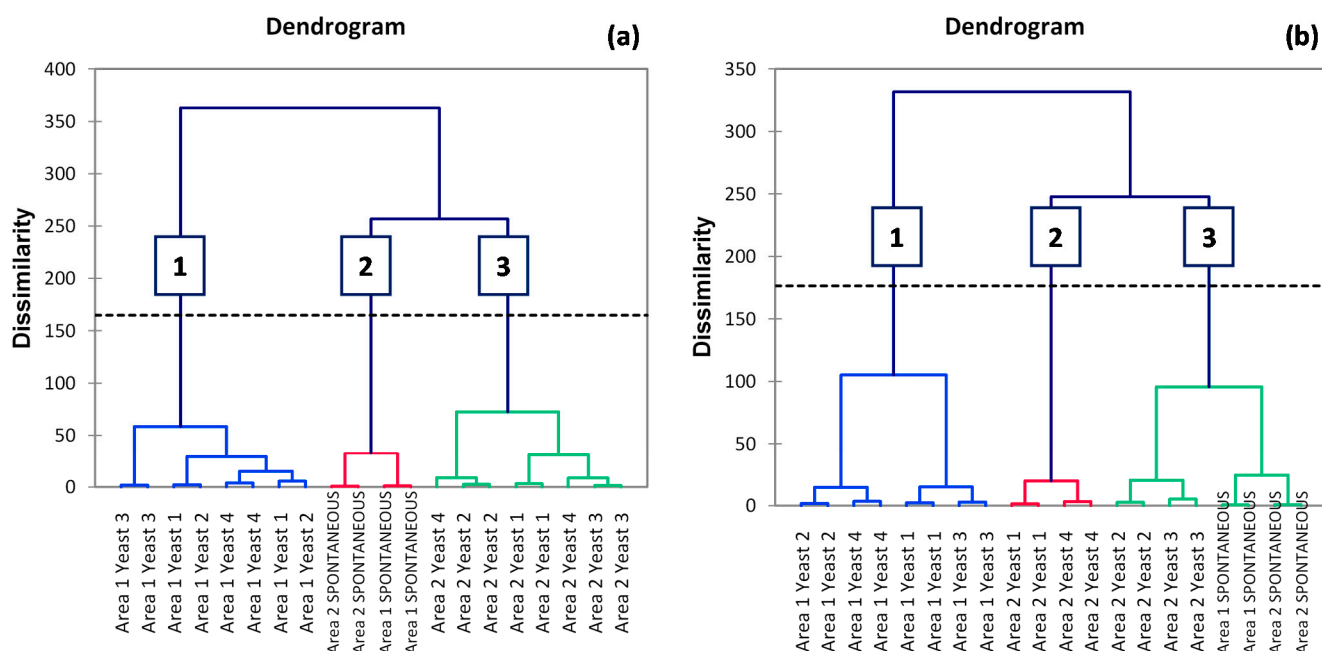 Dendrogram
(a)
400
350
300
250
200
150
100
50
0
Dissimilarity
1
2
3
Area 1 Yeast 3
Area 1 Yeast 3
Area 1 Yeast 1
Area 1 Yeast 2
Area 1 Yeast 4
Area 1 Yeast 4
Area 1 Yeast 1
Area 1 Yeast 2
Area 2 SPONTANEOUS
Area 2 SPONTANEOUS
Area 1 SPONTANEOUS
Area 1 SPONTANEOUS
Area 2 Yeast 4
Area 2 Yeast 2
Area 2 Yeast 2
Area 2 Yeast 1
Area 2 Yeast 1
Area 2 Yeast 4
Area 2 Yeast 3
Area 2 Yeast 3
Dendrogram
(b)
350
300
250
200
150
100
50
0
Dissimilarity
1
2
3
Area 1 Yeast 2
Area 1 Yeast 2
Area 1 Yeast 4
Area 1 Yeast 4
Area 1 Yeast 1
Area 1 Yeast 1
Area 1 Yeast 3
Area 1 Yeast 3
Area 2 Yeast 1
Area 2 Yeast 1
Area 2 Yeast 4
Area 2 Yeast 4
Area 2 Yeast 2
Area 2 Yeast 2
Area 2 Yeast 3
Area 2 Yeast 3
Area 1 SPONTANEOUS
Area 1 SPONTANEOUS
Area 2 SPONTANEOUS
Area 2 SPONTANEOUS